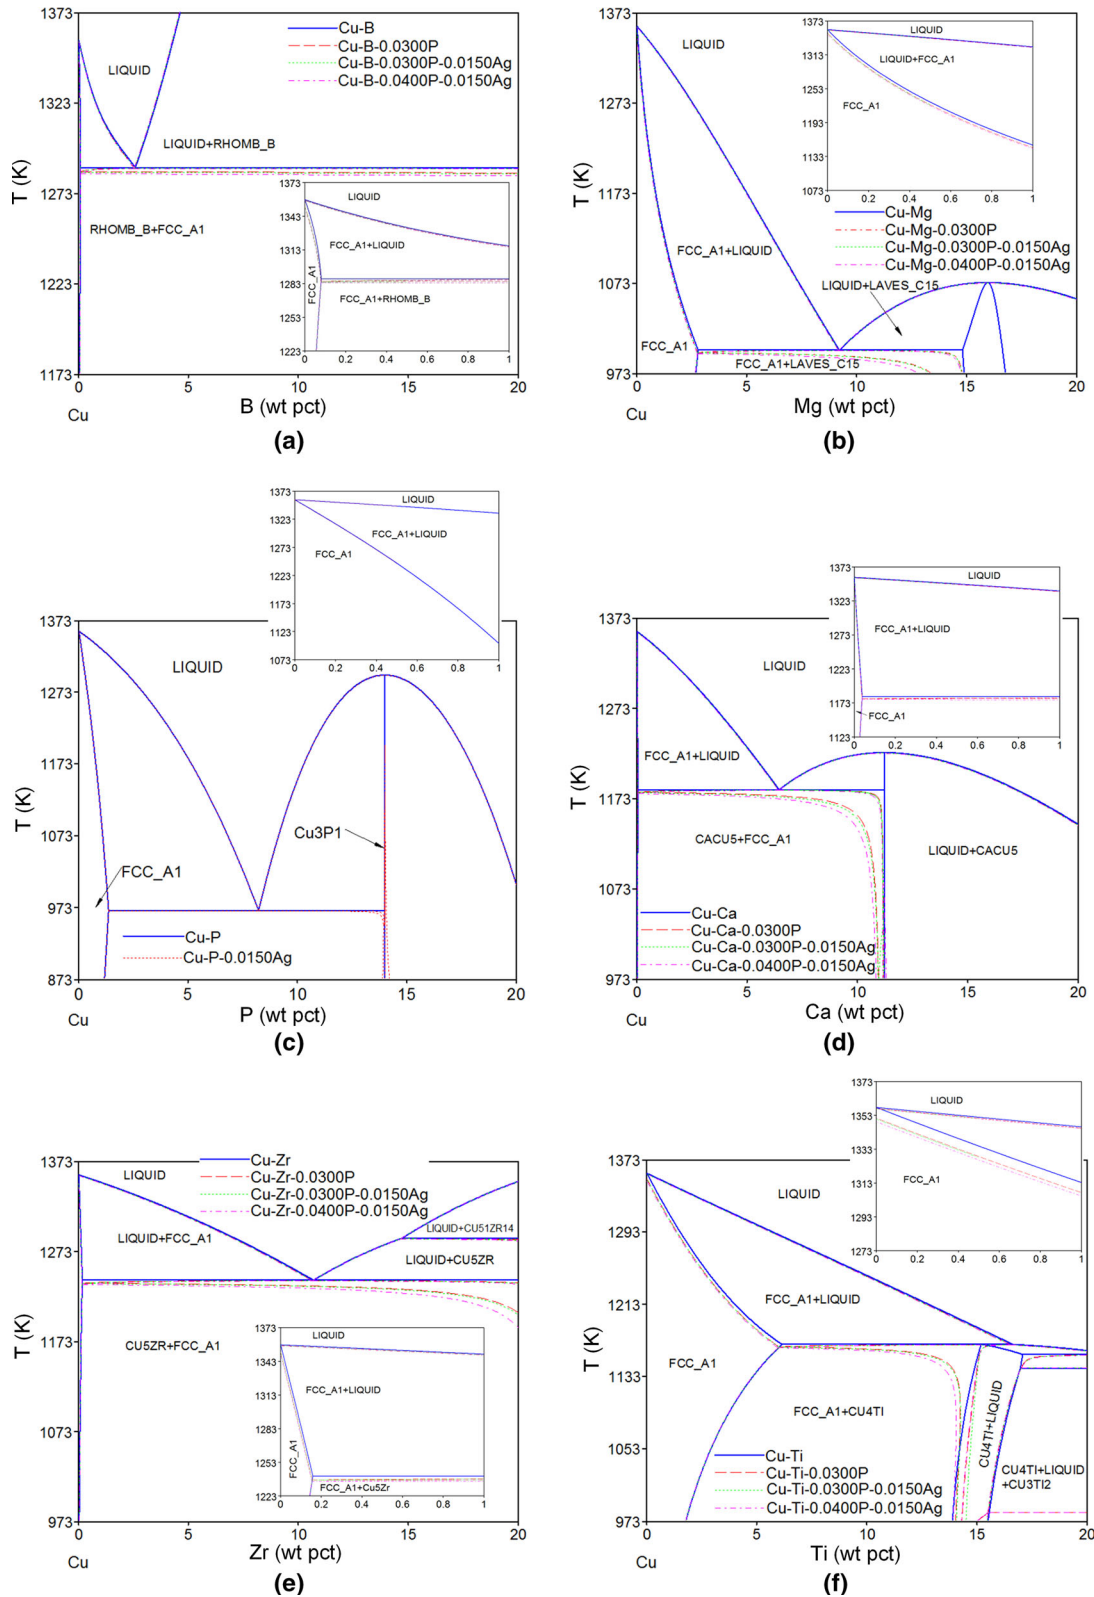 1373
1323
1273
1223
1173
T (K)
LIQUID
Cu-B
Cu-B-0.0300P
Cu-B-0.0300P-0.0150Ag
Cu-B-0.0400P-0.0150Ag
LIQUID+RHOMB_B
RHOMB_B+FCC_A1
1373
1343
1313
1283
1253
1223
LIQUID
FCC_A1+LIQUID
FCC_A1
FCC_A1+RHOMB_B
0 0.2 0.4 0.6 0.8 1
0 5 10 15 20
Cu
B (wt pct)
(a)
1373
1273
1173
1073
973
T (K)
LIQUID
1373
1313
1253
1193
1133
1073
LIQUID
LIQUID+FCC_A1
FCC_A1
0 0.2 0.4 0.6 0.8 1
Cu-Mg
Cu-Mg-0.0300P
Cu-Mg-0.0300P-0.0150Ag
Cu-Mg-0.0400P-0.0150Ag
FCC_A1+LIQUID
LIQUID+LAVES_C15
FCC_A1
FCC_A1+LAVES_C15
0 5 10 15 20
Cu
Mg (wt pct)
(b)
1373
1323
1273
1223
1173
1123
1073
LIQUID
FCC_A1+LIQUID
FCC_A1
0 0.2 0.4 0.6 0.8 1
1373
1273
1173
1073
973
873
T (K)
LIQUID
Cu3P1
FCC_A1
Cu-P
Cu-P-0.0150Ag
0 5 10 15 20
Cu
P (wt pct)
(c)
1373
1323
1273
1223
1173
1123
LIQUID
FCC_A1+LIQUID
FCC_A1
0 0.2 0.4 0.6 0.8 1
1373
1273
1173
1073
973
T (K)
LIQUID
FCC_A1+LIQUID
CACU5+FCC_A1
LIQUID+CACU5
Cu-Ca
Cu-Ca-0.0300P
Cu-Ca-0.0300P-0.0150Ag
Cu-Ca-0.0400P-0.0150Ag
0 5 10 15 20
Cu
Ca (wt pct)
(d)
1373
1273
1173
1073
973
T (K)
LIQUID
Cu-Zr
Cu-Zr-0.0300P
Cu-Zr-0.0300P-0.0150Ag
Cu-Zr-0.0400P-0.0150Ag
LIQUID+FCC_A1
LIQUID+CU51ZR14
LIQUID+CU5ZR
CU5ZR+FCC_A1
1373
1343
1313
1283
1253
1223
LIQUID
FCC_A1+LIQUID
FCC_A1
FCC_A1+Cu5Zr
0 0.2 0.4 0.6 0.8 1
0 5 10 15 20
Cu
Zr (wt pct)
(e)
1373
1353
1333
1313
1293
1273
LIQUID
FCC_A1
0 0.2 0.4 0.6 0.8 1
1373
1293
1213
1133
1053
973
T (K)
LIQUID
FCC_A1+LIQUID
FCC_A1
FCC_A1+CU4TI
CU4TI+LIQUID
CU4TI+LIQUID
+CU3TI2
Cu-Ti
Cu-Ti-0.0300P
Cu-Ti-0.0300P-0.0150Ag
Cu-Ti-0.0400P-0.0150Ag
0 5 10 15 20
Cu
Ti (wt pct)
(f)